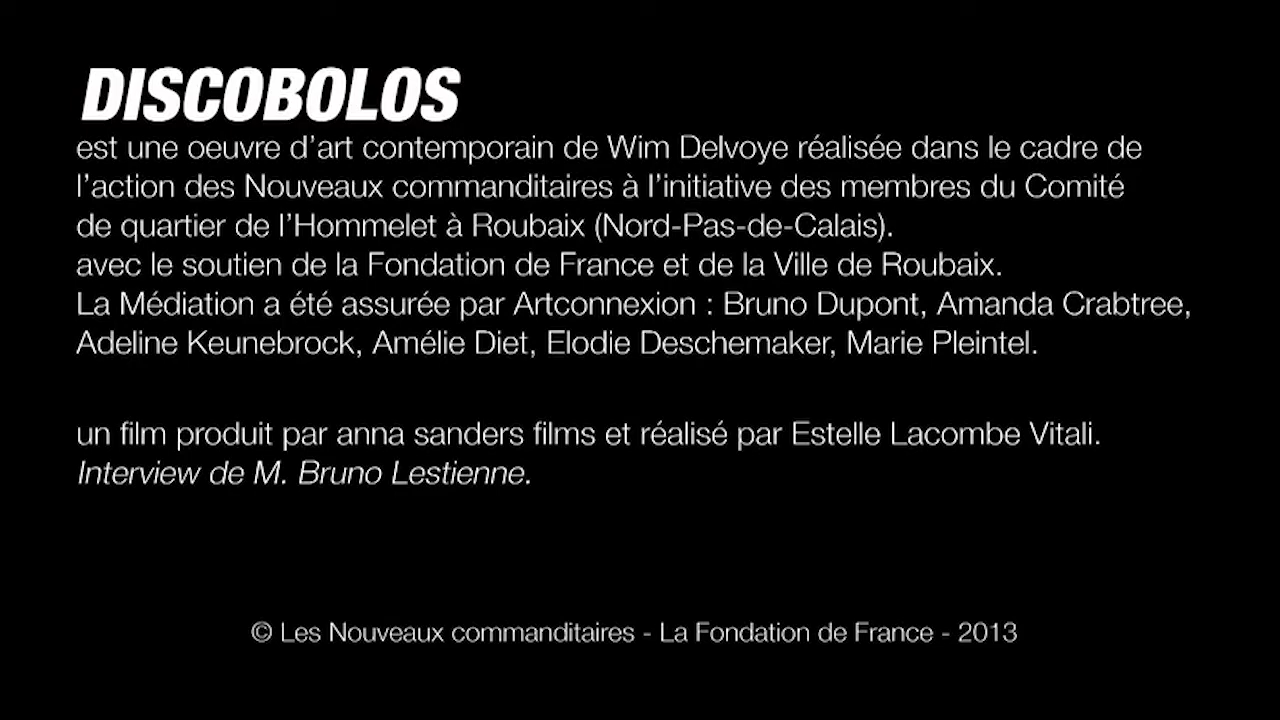 DISCOBOLOS
est une oeuvre d’art contemporain de Wim Delvoye réalisée dans le cadre de
l’action des Nouveaux commanditaires à l’initiative des membres du Comité
de quartier de l’Hommelet à Roubaix (Nord-Pas-de-Calais).
avec le soutien de la Fondation de France et de la Ville de Roubaix.
La Médiation a été assurée par Artconnexion : Bruno Dupont, Amanda Crabtree,
Adeline Keunebrock, Amélie Diet, Elodie Deschemaker, Marie Pleintel.
un film produit par anna sanders films et réalisé par Estelle Lacombe Vitali.
Interview de M. Bruno Lestienne.
© Les Nouveaux commanditaires - La Fondation de France - 2013